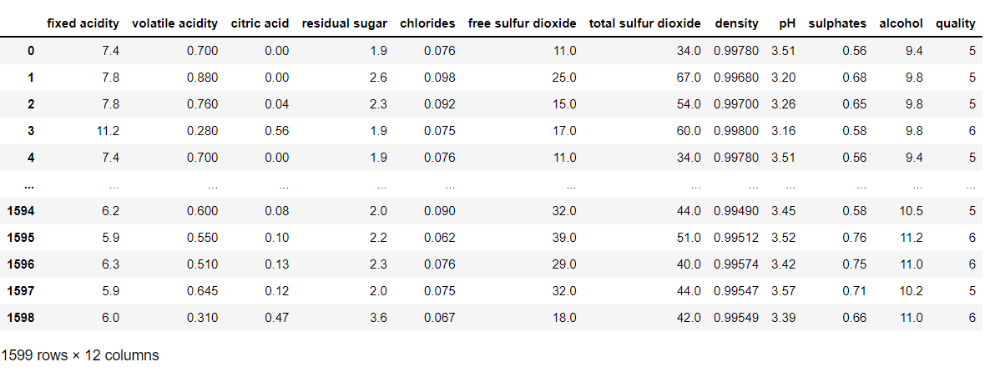 fixed acidity volatile acidity citric acid residual sugar chlorides free sulfur dioxide total sulfur dioxide density pH sulphates alcohol quality
0 7.4 0.700 0.00 1.9 0.076 11.0 34.0 0.99780 3.51 0.56 9.4 5
1 7.8 0.880 0.00 2.6 0.098 25.0 67.0 0.99680 3.20 0.68 9.8 5
2 7.8 0.760 0.04 2.3 0.092 15.0 54.0 0.99700 3.26 0.65 9.8 5
3 11.2 0.280 0.56 1.9 0.075 17.0 60.0 0.99800 3.16 0.58 9.8 6
4 7.4 0.700 0.00 1.9 0.076 11.0 34.0 0.99780 3.51 0.56 9.4 5
... ... ... ... ... ... ... ... ... ... ... ... ...
1594 6.2 0.600 0.08 2.0 0.090 32.0 44.0 0.99490 3.45 0.58 10.5 5
1595 5.9 0.550 0.10 2.2 0.062 39.0 51.0 0.99512 3.52 0.76 11.2 6
1596 6.3 0.510 0.13 2.3 0.076 29.0 40.0 0.99574 3.42 0.75 11.0 6
1597 5.9 0.645 0.12 2.0 0.075 32.0 44.0 0.99547 3.57 0.71 10.2 5
1598 6.0 0.310 0.47 3.6 0.067 18.0 42.0 0.99549 3.39 0.66 11.0 6
1599 rows × 12 columns